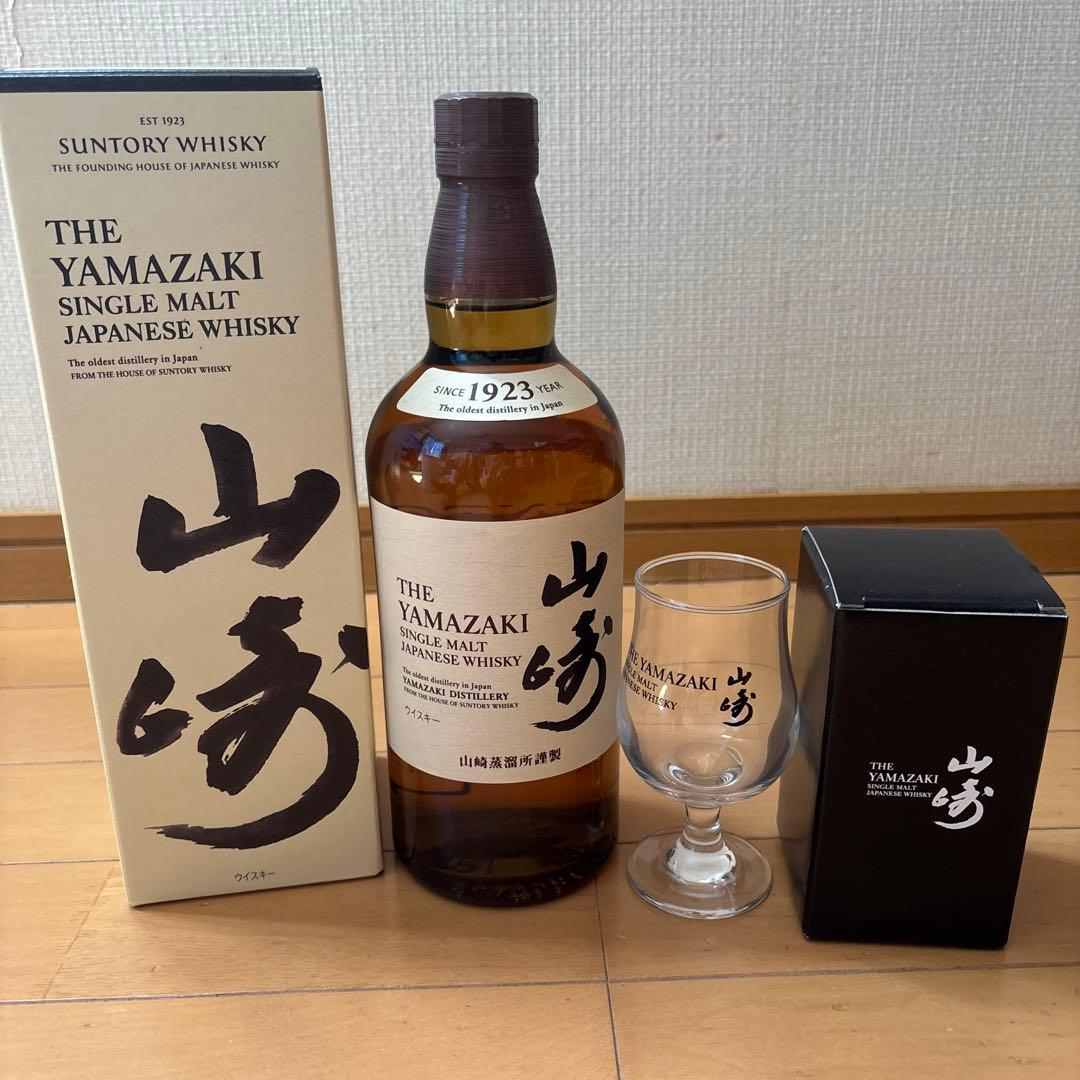 EST 1923
SUNTORY WHISKY
THE FOUNDING HOUSE OF JAPANESE WHISKY
THE
YAMAZAKI
SINGLE MALT
JAPANESE WHISKY
The oldest distillery in Japan
FROM THE HOUSE OF SUNTORY WHISKY
山崎
ウイスキー
SINCE 1923 YEAR
The oldest distillery in Japan
THE
YAMAZAKI
SINGLE MALT
JAPANESE WHISKY
The oldest distillery in Japan
YAMAZAKI DISTILLERY
FROM THE HOUSE OF SUNTORY WHISKY
ウイスキー
山崎
山崎蒸溜所謹製
THE YAMAZAKI
SINGLE MALT
JAPANESE WHISKY
山崎
THE
YAMAZAKI
SINGLE MALT
JAPANESE WHISKY
山崎